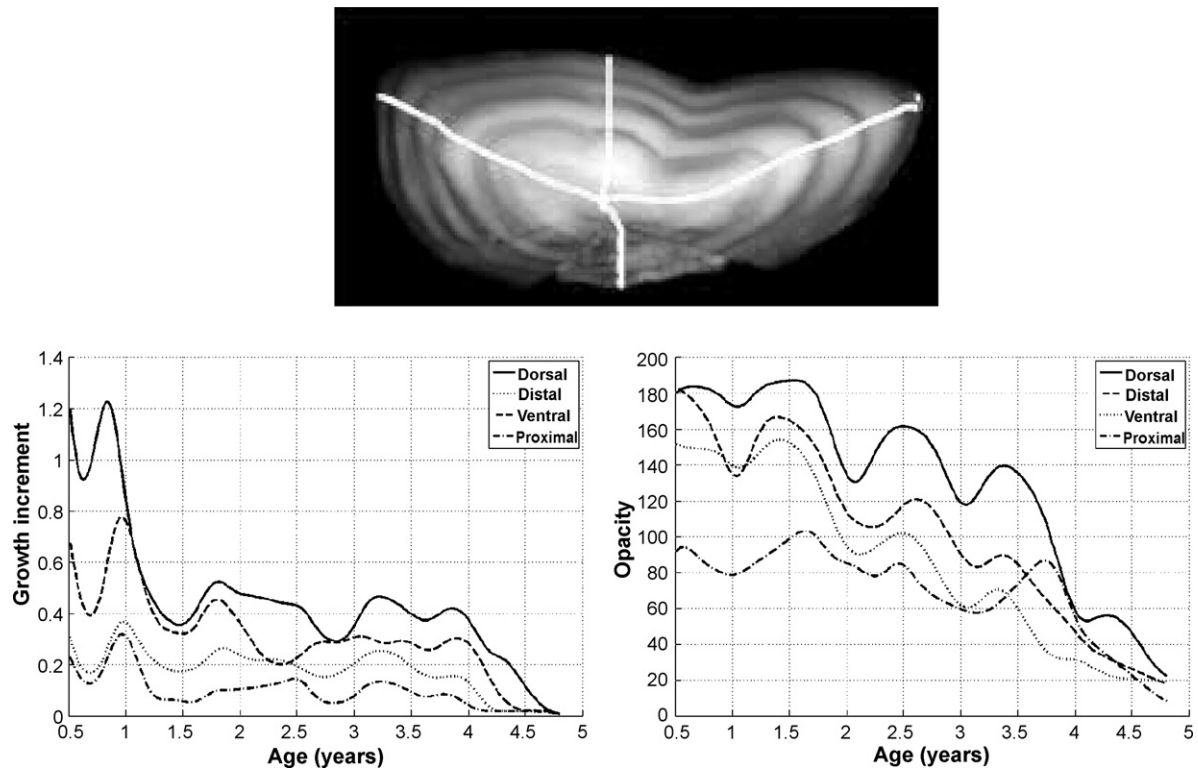 1.4
1.2
1
0.8
0.6
0.4
0.2
0
Growth increment
Dorsal
Distal
Ventral
Proximal
0.5 1 1.5 2 2.5 3 3.5 4 4.5 5
Age (years)
200
180
160
140
120
100
80
60
40
20
0
Opacity
Dorsal
Distal
Ventral
Proximal
0.5 1 1.5 2 2.5 3 3.5 4 4.5 5
Age (years)